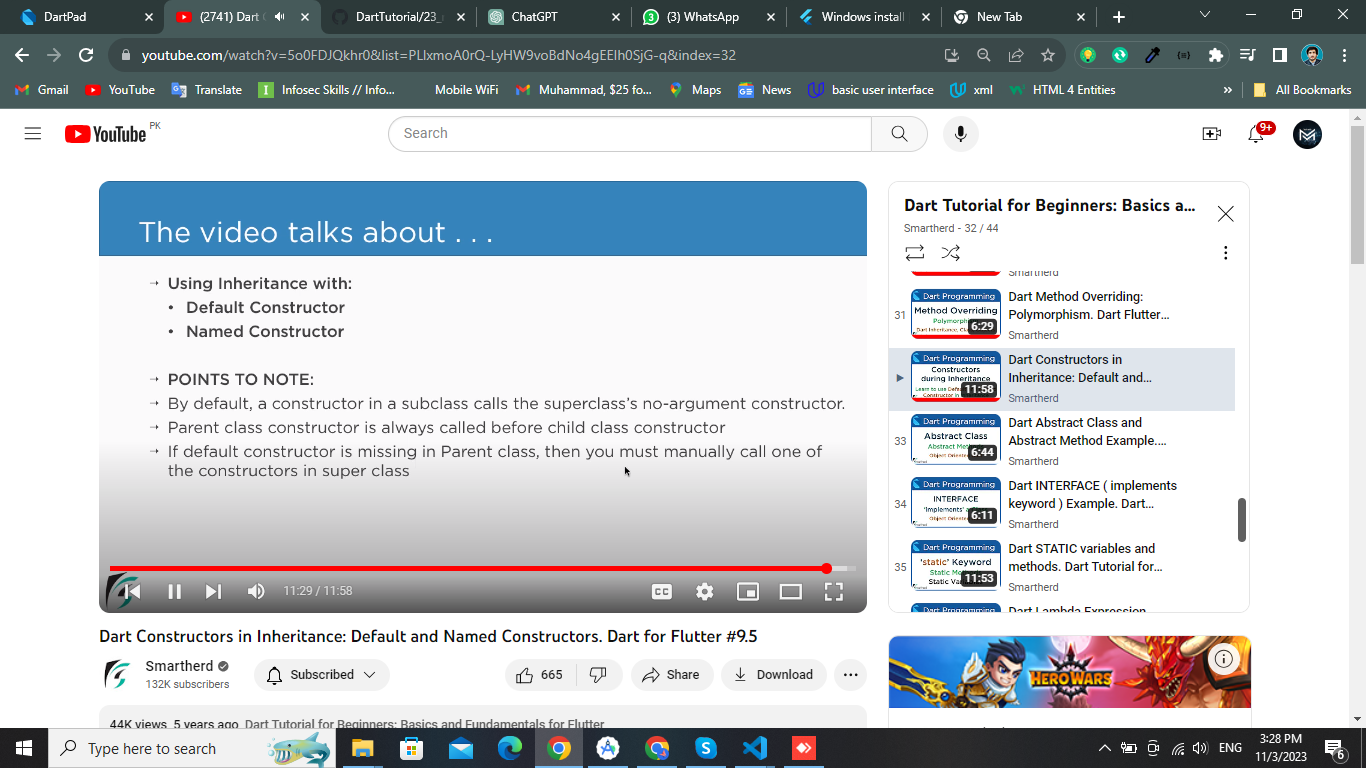 DartPad
(2741) Dart
DartTutorial/23_
ChatGPT
(3) WhatsApp
Windows install
New Tab
youtube.com/watch?v=5o0FDJQkhr0&list=PLlxmoA0rQ-LyHW9voBdNo4gEEIh0SjG-q&index=32
Gmail
YouTube
Translate
Infosec Skills // Info...
Mobile WiFi
Muhammad, $25 fo...
Maps
News
basic user interface
xml
HTML 4 Entities
»
All Bookmarks
YouTube PK
Search
9+
The video talks about . . .
→ Using Inheritance with:
• Default Constructor
• Named Constructor
→ POINTS TO NOTE:
→ By default, a constructor in a subclass calls the superclass's no-argument constructor.
→ Parent class constructor is always called before child class constructor
→ If default constructor is missing in Parent class, then you must manually call one of
the constructors in super class
11:29 / 11:58
CC
Dart Constructors in Inheritance: Default and Named Constructors. Dart for Flutter #9.5
Smartherd
132K subscribers
Subscribed
665
Share
Download
44K views 5 years ago Dart Tutorial for Beginners: Basics and Fundamentals for Flutter
Dart Tutorial for Beginners: Basics a...
Smartherd - 32 / 44
Smartherd
31
Dart Programming
Method Overriding
6:29
Dart Method Overriding:
Polymorphism. Dart Flutter...
Smartherd
Dart Programming
Constructors
during Inheritance
11:58
Dart Constructors in
Inheritance: Default and...
Smartherd
33
Dart Programming
Abstract Class
6:44
Dart Abstract Class and
Abstract Method Example....
Smartherd
34
Dart Programming
INTERFACE
6:11
Dart INTERFACE ( implements
keyword ) Example. Dart...
Smartherd
35
Dart Programming
'static' Keyword
11:53
Dart STATIC variables and
methods. Dart Tutorial for...
Smartherd
Dart Programming
Dart Lambda Expression
HERO WARS
Type here to search
ENG
3:28 PM
11/3/2023
6